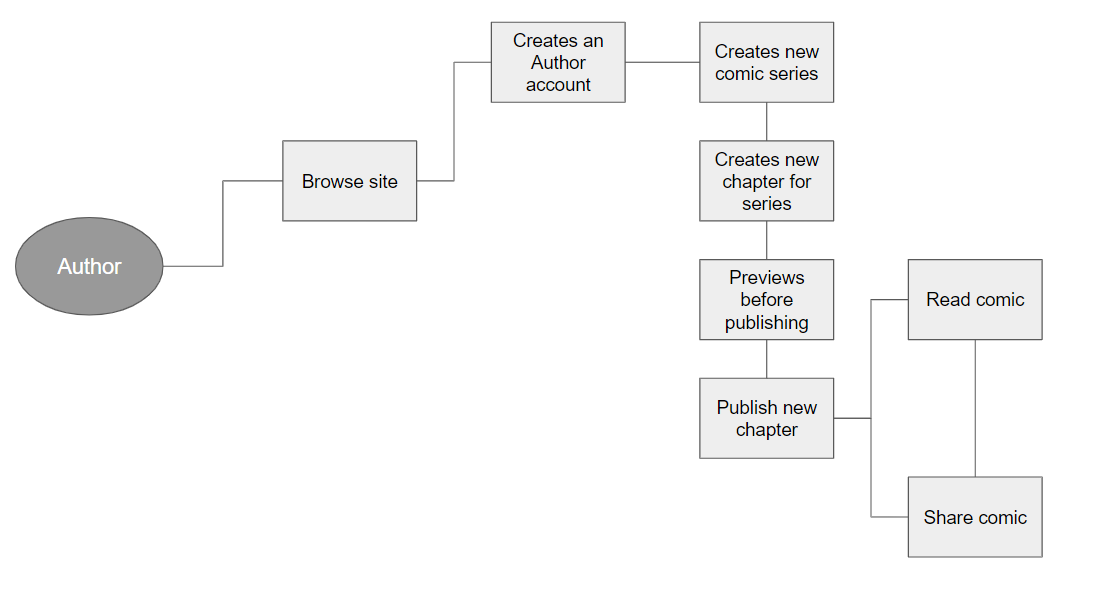 Author
Browse site
Creates an
Author
account
Creates new
comic series
Creates new
chapter for
series
Previews
before
publishing
Publish new
chapter
Read comic
Share comic